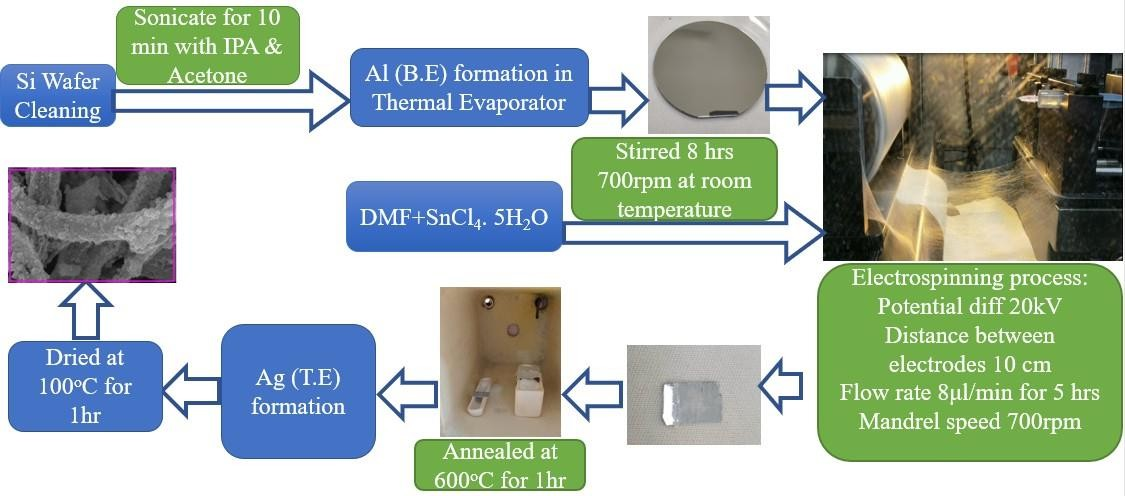 Sonicate for 10
min with IPA &
Acetone
Si Wafer
Cleaning
Al (B.E) formation in
Thermal Evaporator
Stirred 8 hrs
700rpm at room
temperature
DMF+SnCl₄. 5H₂O
Electrospinning process:
Potential diff 20kV
Distance between
electrodes 10 cm
Flow rate 8µl/min for 5 hrs
Mandrel speed 700rpm
Annealed at
600°C for 1hr
Ag (T.E)
formation
Dried at
100°C for
1hr